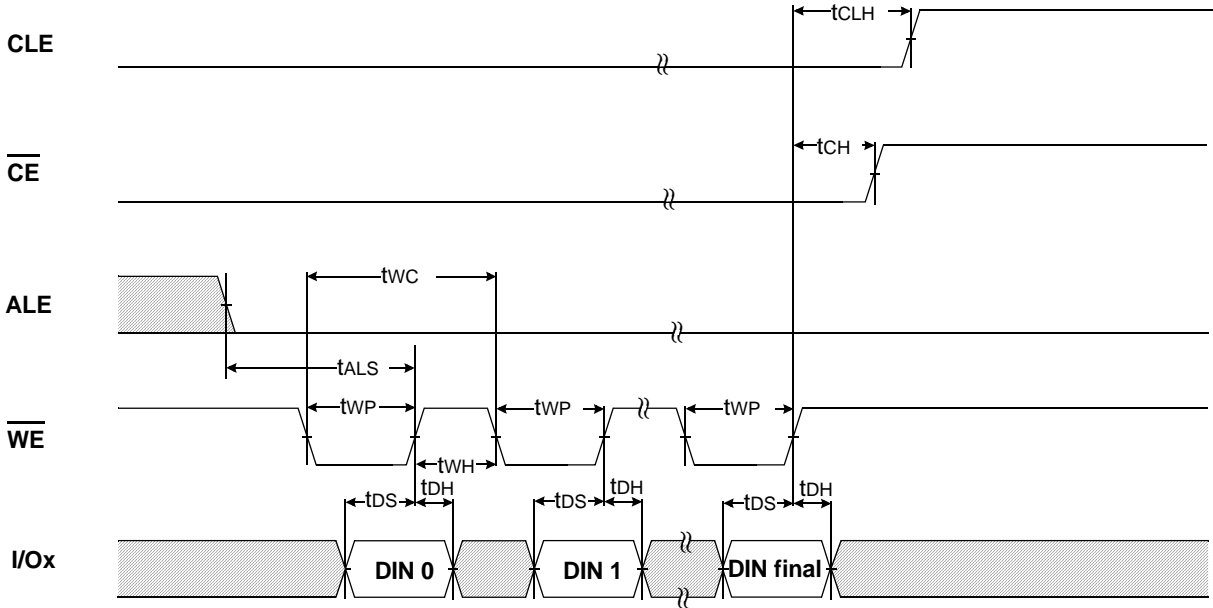 tCLH
CLE
tCH
CE
tWC
ALE
tALS
tWP
tWP
tWP
WE
tWH
tDS
tDH
tDS
tDH
tDS
tDH
I/Ox
DIN 0
DIN 1
DIN final